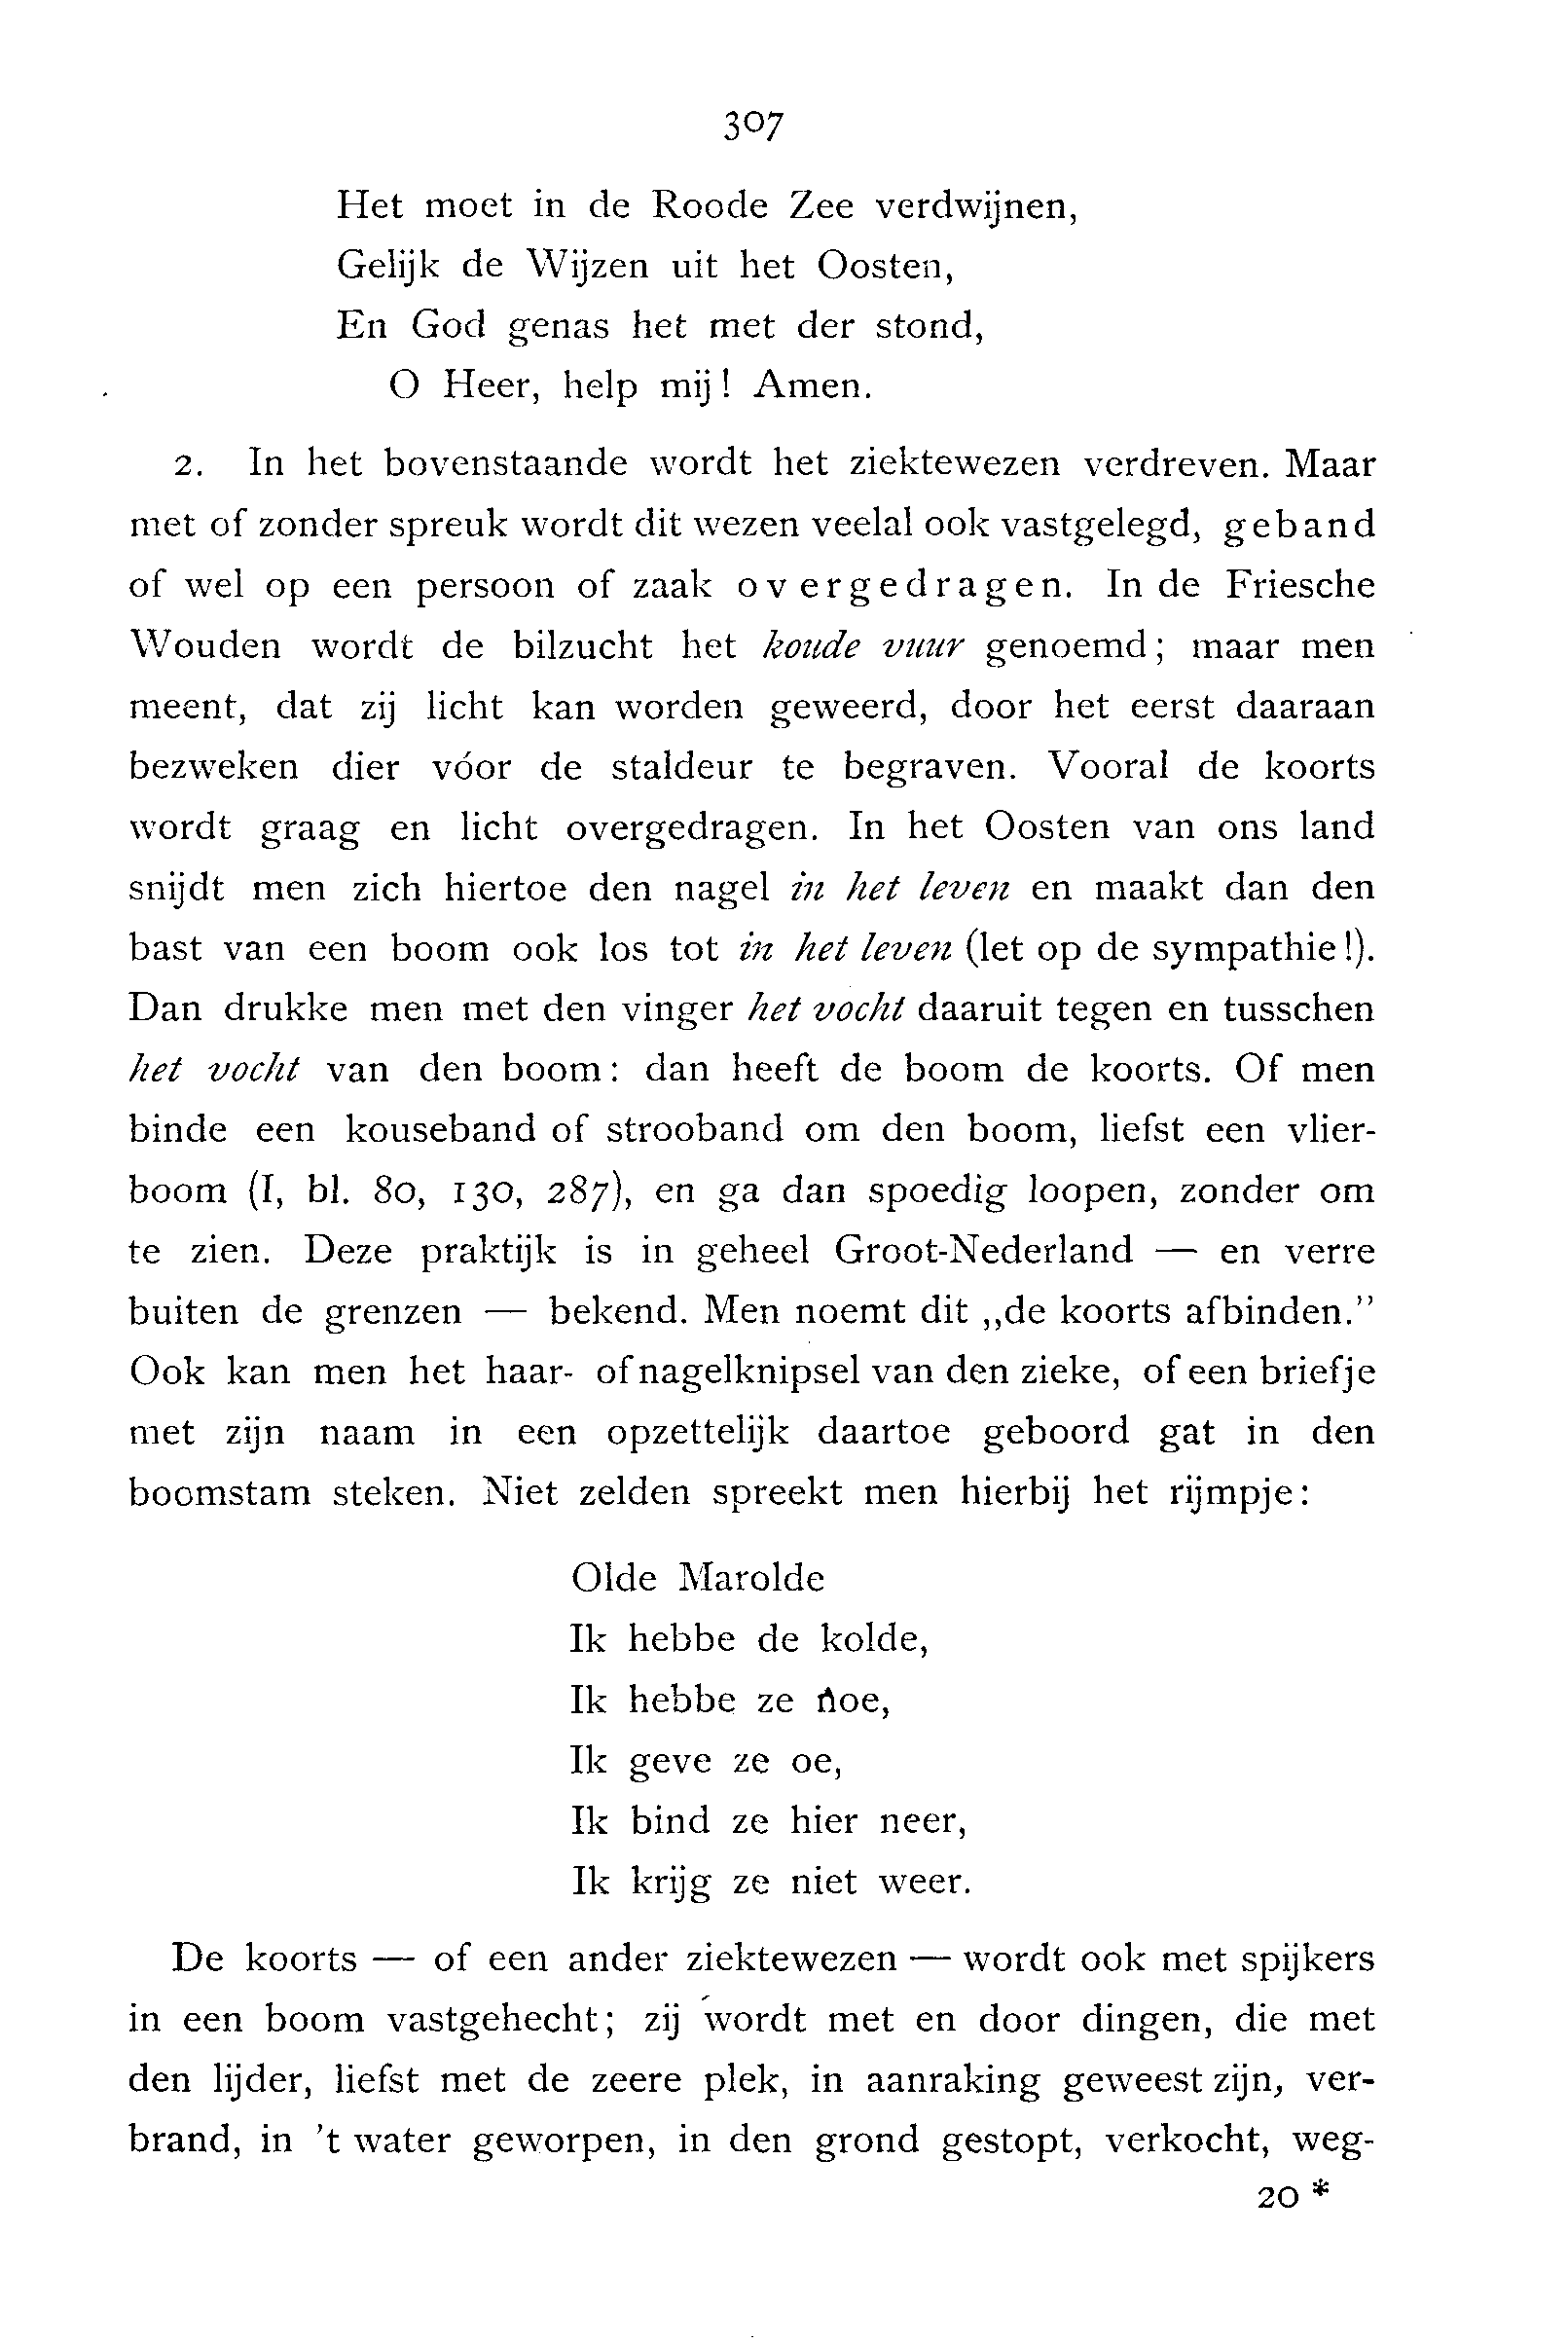 307
Het moet in de Roode Zee verdwijnen,
Gelijk de Wijzen uit het Oosten,
En God genas het met der stond,
O Heer, help mij! Amen.
2. In het bovenstaande wordt het ziektewezen verdreven. Maar
met of zonder spreuk wordt dit wezen veelal ook vastgelegd, geband
of wel op een persoon of zaak overgedragen. In de Friesche
Wouden wordt de bilzucht het koude vuur genoemd; maar men
meent, dat zij licht kan worden geweerd, door het eerst daaraan
bezweken dier vóor de staldeur te begraven. Vooral de koorts
wordt graag en licht overgedragen. In het Oosten van ons land
snijdt men zich hiertoe den nagel in het leven en maakt dan den
bast van een boom ook los tot in het leven (let op de sympathie!).
Dan drukke men met den vinger het vocht daaruit tegen en tusschen
het vocht van den boom: dan heeft de boom de koorts. Of men
binde een kouseband of strooband om den boom, liefst een vlier-
boom (I, bl. 80, 130, 287), en ga dan spoedig loopen, zonder om
te zien. Deze praktijk is in geheel Groot-Nederland — en verre
buiten de grenzen — bekend. Men noemt dit „de koorts afbinden.”
Ook kan men het haar- of nagelknipsel van den zieke, of een briefje
met zijn naam in een opzettelijk daartoe geboord gat in den
boomstam steken. Niet zelden spreekt men hierbij het rijmpje:
Olde Marolde
Ik hebbe de kolde,
Ik hebbe ze noe,
Ik geve ze oe,
Ik bind ze hier neer,
Ik krijg ze niet weer.
De koorts — of een ander ziektewezen — wordt ook met spijkers
in een boom vastgehecht; zij wordt met en door dingen, die met
den lijder, liefst met de zeere plek, in aanraking geweest zijn, ver-
brand, in 't water geworpen, in den grond gestopt, verkocht, weg-
20 *